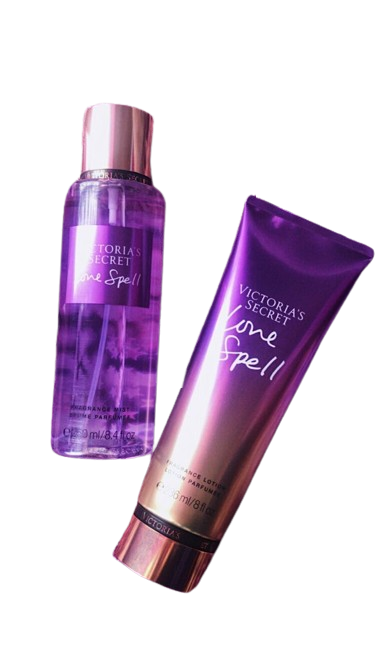 VICTORIA'S
SECRET
Love Spell
FRAGRANCE MIST
BRUME PARFUMÉE
ml/8.4 fl oz
VICTORIA'S
SECRET
Love
Spell
FRAGRANCE LOTION
LOTION PARFUMÉE
ml/8 fl oz
VICTORIA'S